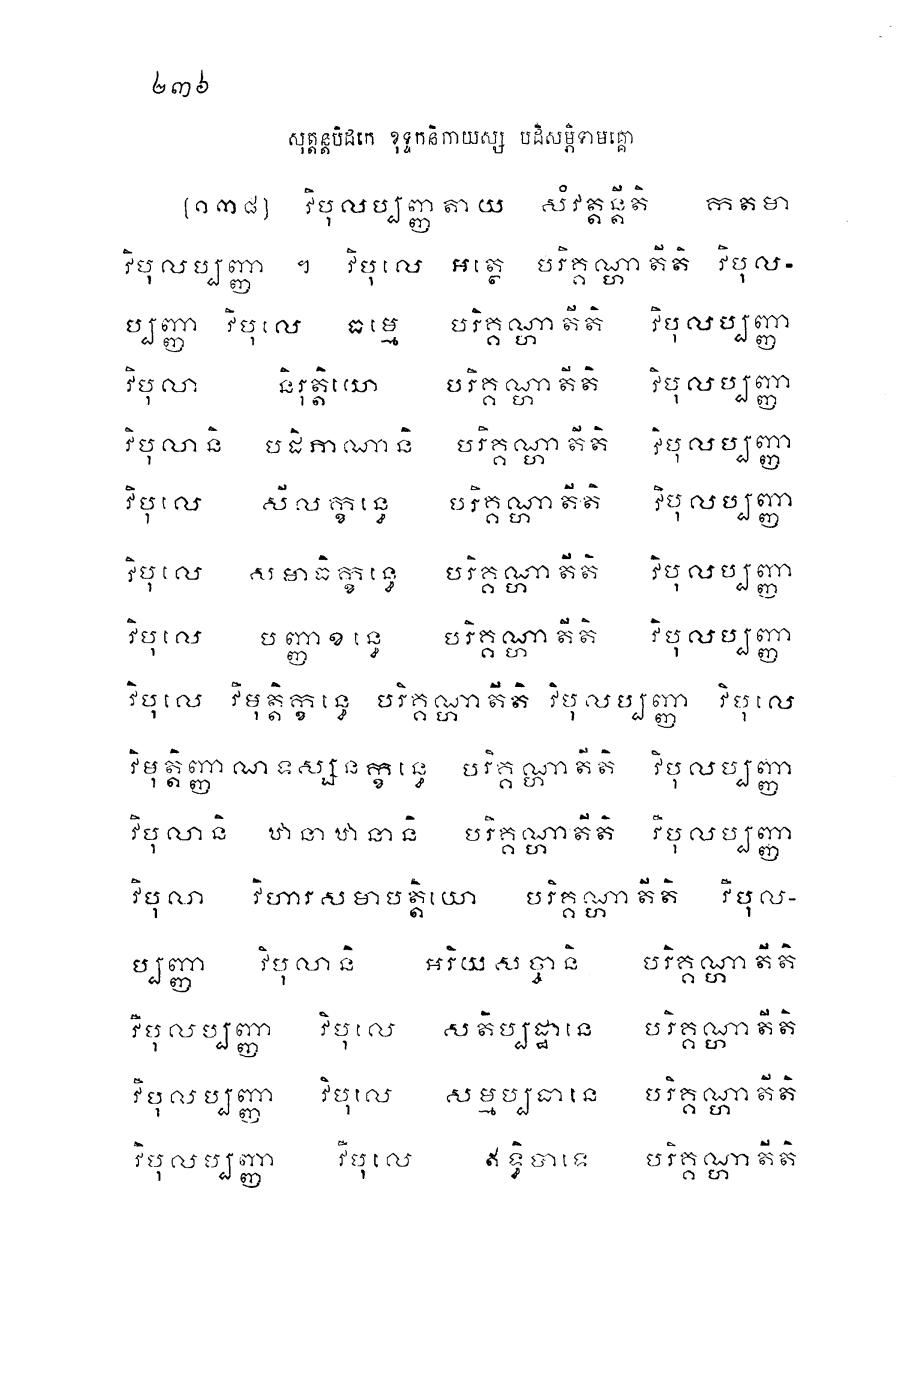 ២៣៦
សុត្តន្តបិដកេ ខុទ្ទកនិកាយស្ស បដិសម្ភិទាមគ្គោ
[១៣៨] វិបុលប្បញ្ញតាយ សំវត្តន្តីតិ កតមា
វិបុលប្បញ្ញា ។ វិបុលេ អត្ថេ បរិគ្គណ្ហាតីតិ វិបុល-
ប្បញ្ញា វិបុលេ ធម្មេ បរិគ្គណ្ហាតីតិ វិបុលប្បញ្ញា
វិបុលា និរុត្តិយោ បរិគ្គណ្ហាតីតិ វិបុលប្បញ្ញា
វិបុលានិ បដិភាណានិ បរិគ្គណ្ហាតីតិ វិបុលប្បញ្ញា
វិបុលេ សីលក្ខន្ធេ បរិគ្គណ្ហាតីតិ វិបុលប្បញ្ញា
វិបុលេ សមាធិក្ខន្ធេ បរិគ្គណ្ហាតីតិ វិបុលប្បញ្ញា
វិបុលេ បញ្ញាខន្ធេ បរិគ្គណ្ហាតីតិ វិបុលប្បញ្ញា
វិបុលេ វិមុត្តិក្ខន្ធេ បរិគ្គណ្ហាតីតិ វិបុលប្បញ្ញា វិបុលេ
វិមុត្តិញ្ញាណទស្សនក្ខន្ធេ បរិគ្គណ្ហាតីតិ វិបុលប្បញ្ញា
វិបុលានិ ឋានាឋានានិ បរិគ្គណ្ហាតីតិ វិបុលប្បញ្ញា
វិបុលា វិហារសមាបត្តិយោ បរិគ្គណ្ហាតីតិ វិបុល-
ប្បញ្ញា វិបុលានិ អរិយសច្ចានិ បរិគ្គណ្ហាតីតិ
វិបុលប្បញ្ញា វិបុលេ សតិប្បដ្ឋានេ បរិគ្គណ្ហាតីតិ
វិបុលប្បញ្ញា វិបុលេ សម្មប្បធានេ បរិគ្គណ្ហាតីតិ
វិបុលប្បញ្ញា វិបុលេ ឥទ្ធិបាទេ បរិគ្គណ្ហាតីតិ